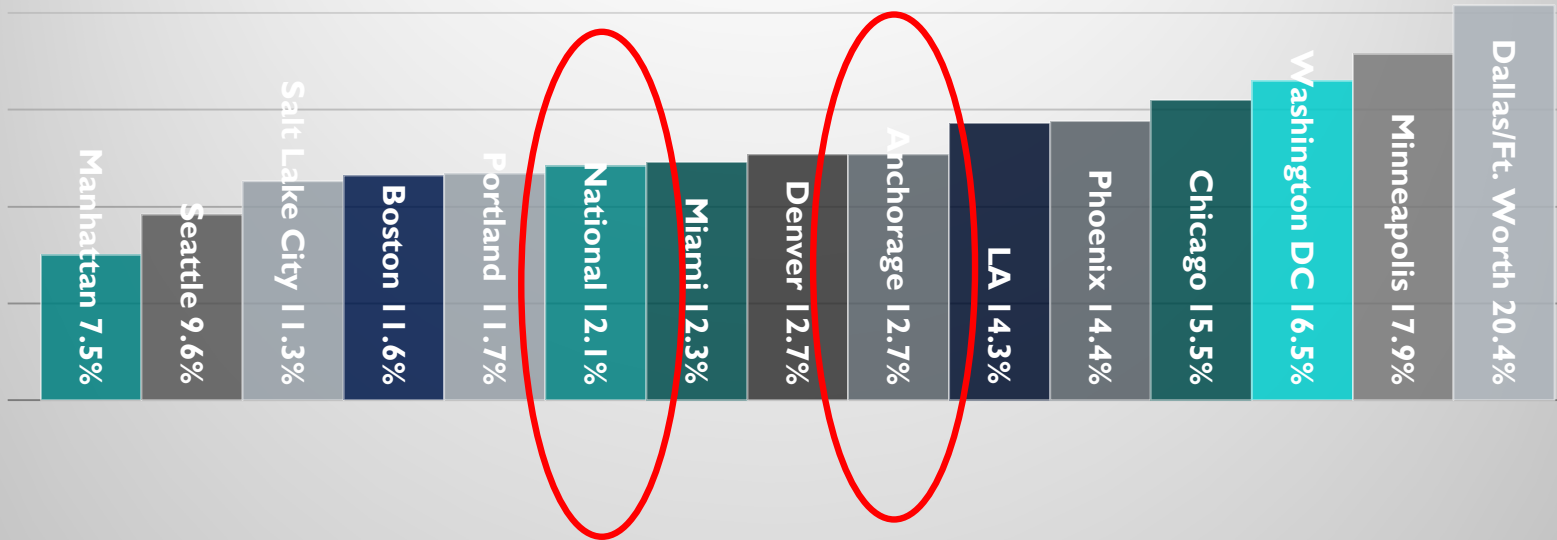 Manhattan 7.5%
Seattle 9.6%
Salt Lake City 11.3%
Boston 11.6%
Portland 11.7%
National 12.1%
Miami 12.3%
Denver 12.7%
Anchorage 12.7%
LA 14.3%
Phoenix 14.4%
Chicago 15.5%
Washington DC 16.5%
Minneapolis 17.9%
Dallas/Ft. Worth 20.4%